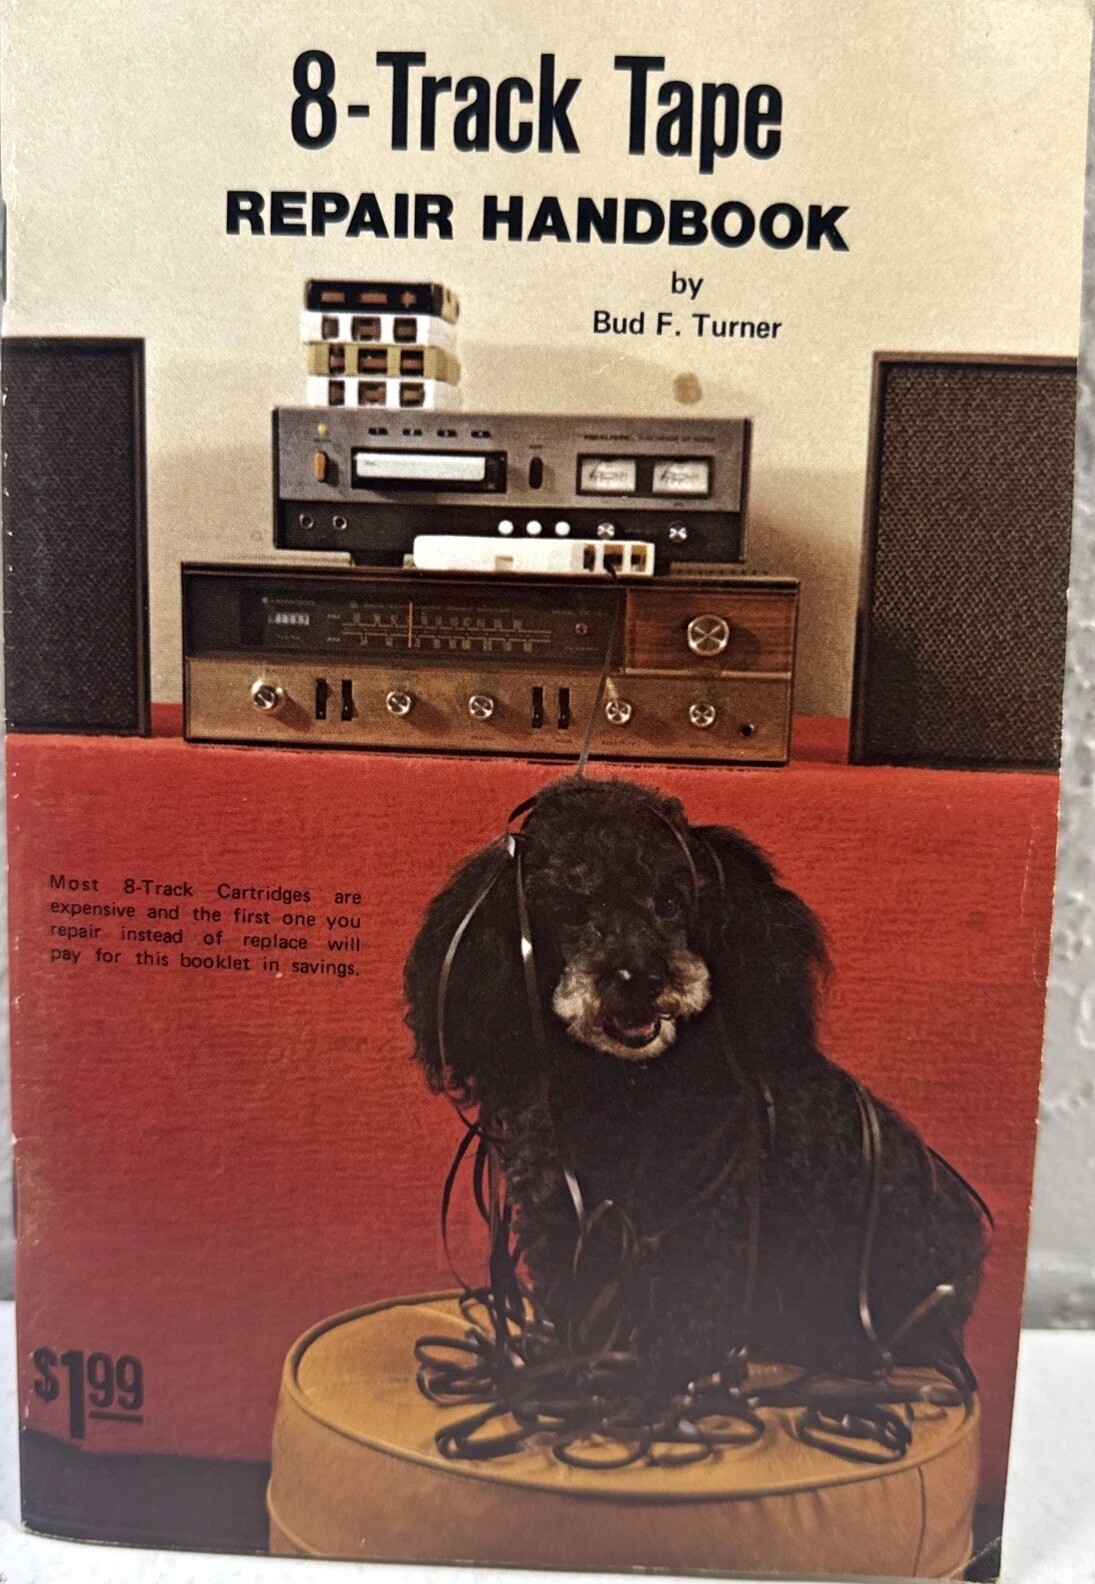 8-Track Tape
REPAIR HANDBOOK
by
Bud F. Turner
Most 8-Track Cartridges are
expensive and the first one you
repair instead of replace will
pay for this booklet in savings.
$1.99